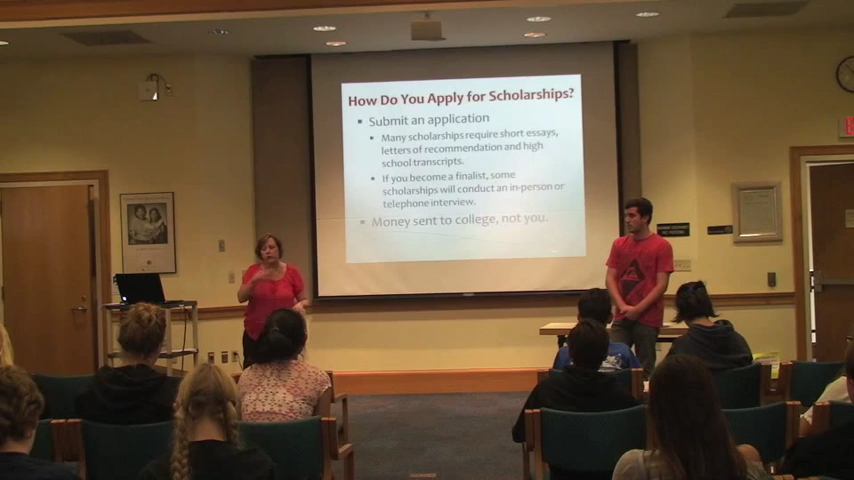 How Do You Apply for Scholarships?
▪ Submit an application
▪ Many scholarships require short essays,
letters of recommendation and high
school transcripts.
▪ If you become a finalist, some
scholarships will conduct an in-person or
telephone interview.
▪ Money sent to college, not you.